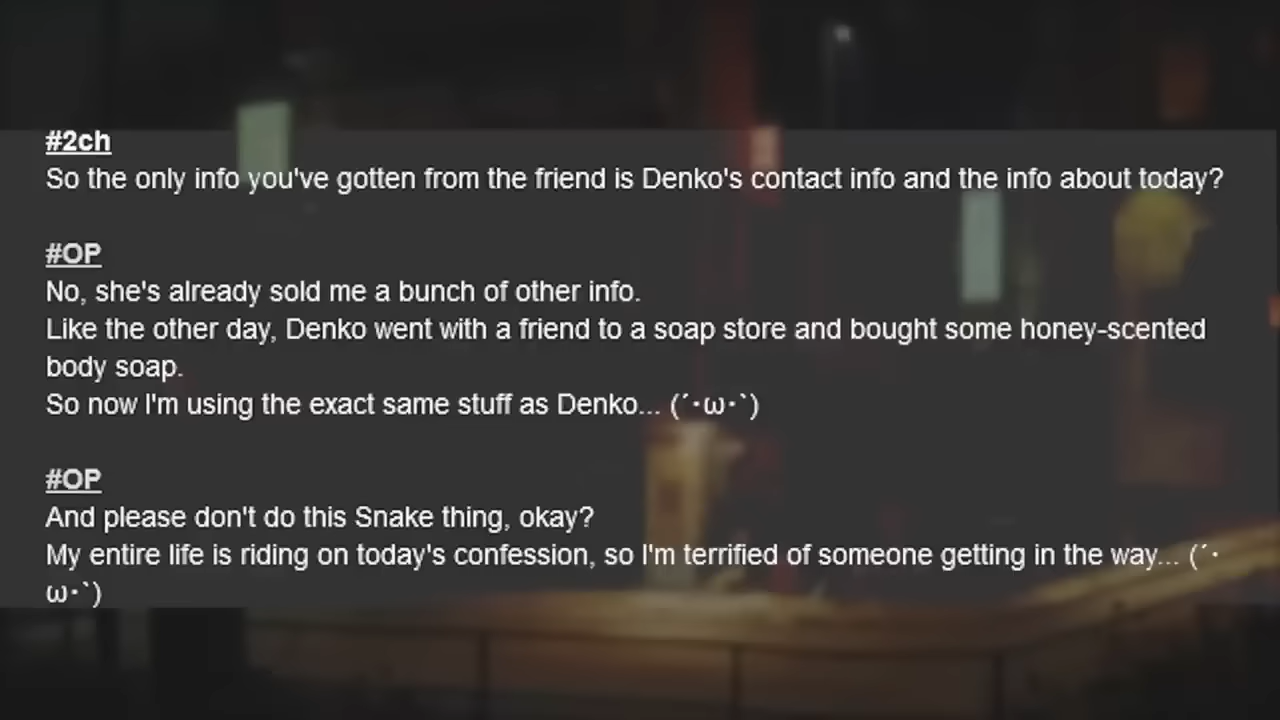 #2ch
So the only info you've gotten from the friend is Denko's contact info and the info about today?
#OP
No, she's already sold me a bunch of other info.
Like the other day, Denko went with a friend to a soap store and bought some honey-scented
body soap.
So now I'm using the exact same stuff as Denko... (´･ω･`)
#OP
And please don't do this Snake thing, okay?
My entire life is riding on today's confession, so I'm terrified of someone getting in the way... (´･
ω･`)